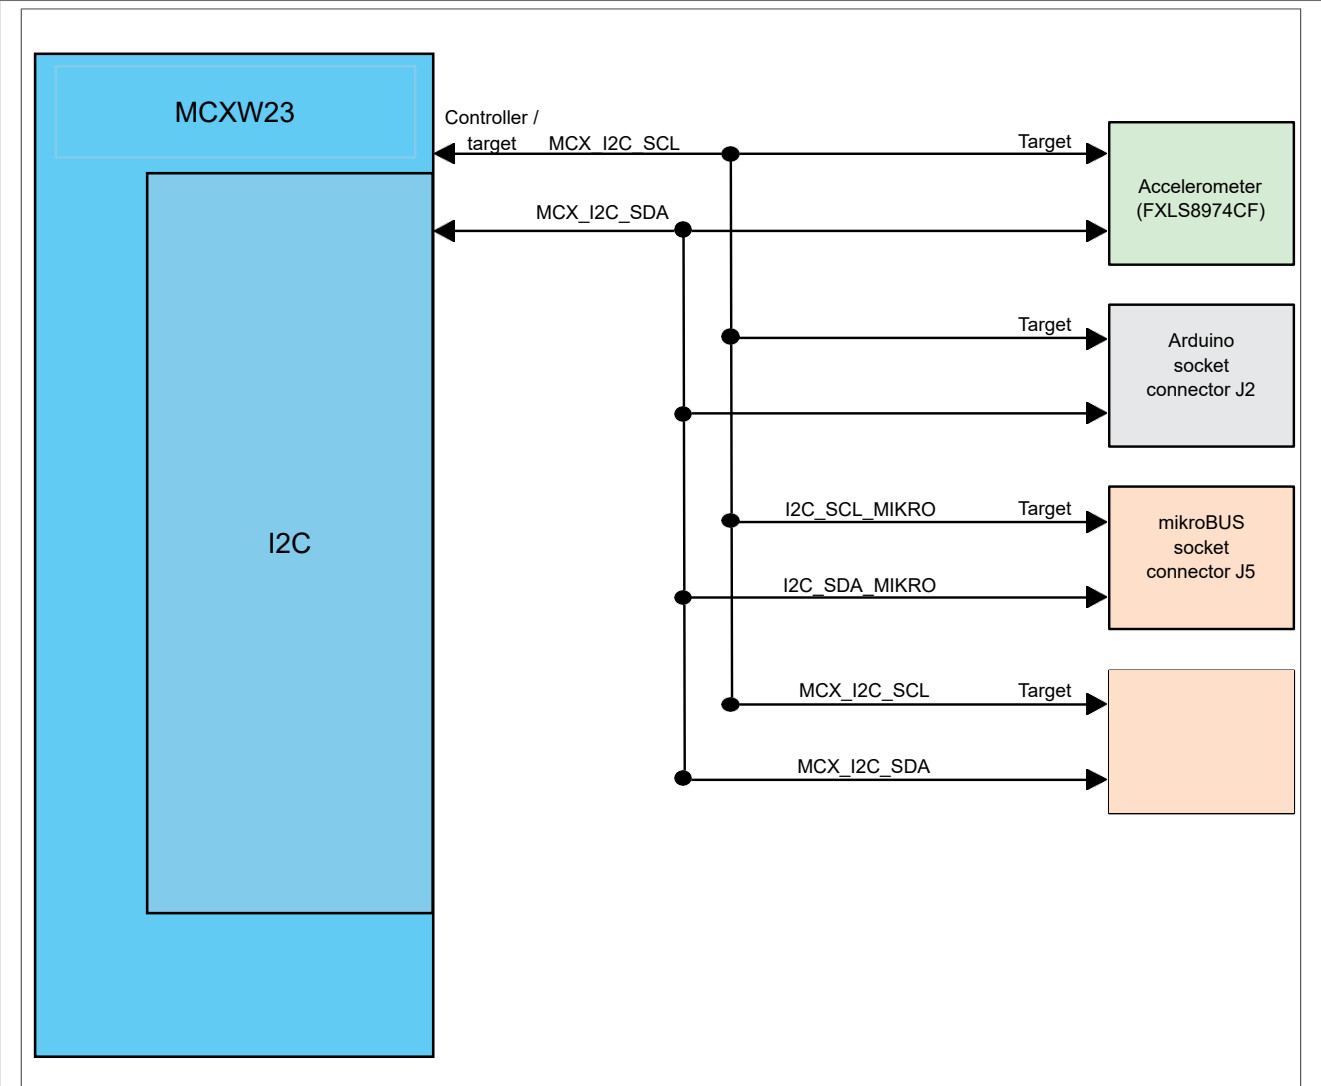 MCXW23
Controller /
target
MCX_I2C_SCL
Target
Accelerometer
(FXLS8974CF)
MCX_I2C_SDA
I2C
Target
Arduino
socket
connector J2
I2C_SCL_MIKRO
Target
mikroBUS
socket
connector J5
I2C_SDA_MIKRO
MCX_I2C_SCL
Target
MCX_I2C_SDA